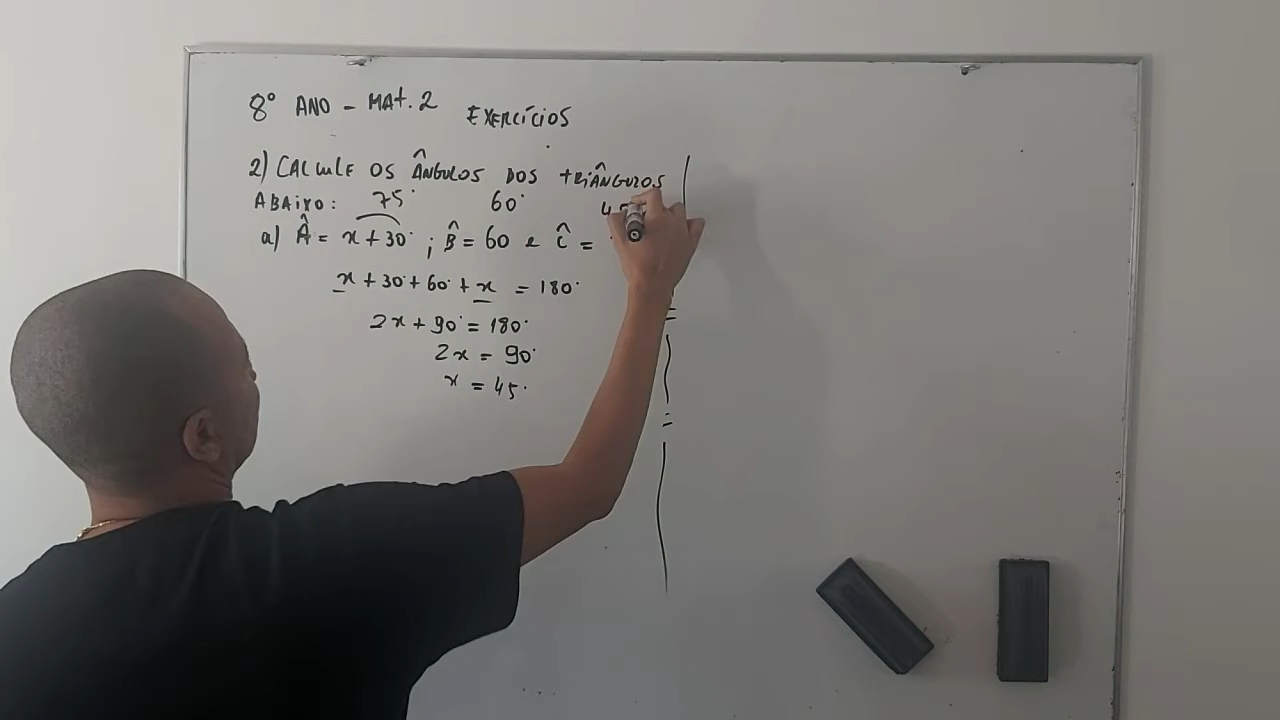 8º ANO - MAT. 2 EXERCÍCIOS
2) CALCULE OS ÂNGULOS DOS TRIÂNGULOS
ABAIXO: 75° 60°
a) Â = x + 30° ; B̂ = 60 e Ĉ =
x + 30° + 60° + x = 180°
2x + 90° = 180°
2x = 90°
x = 45°